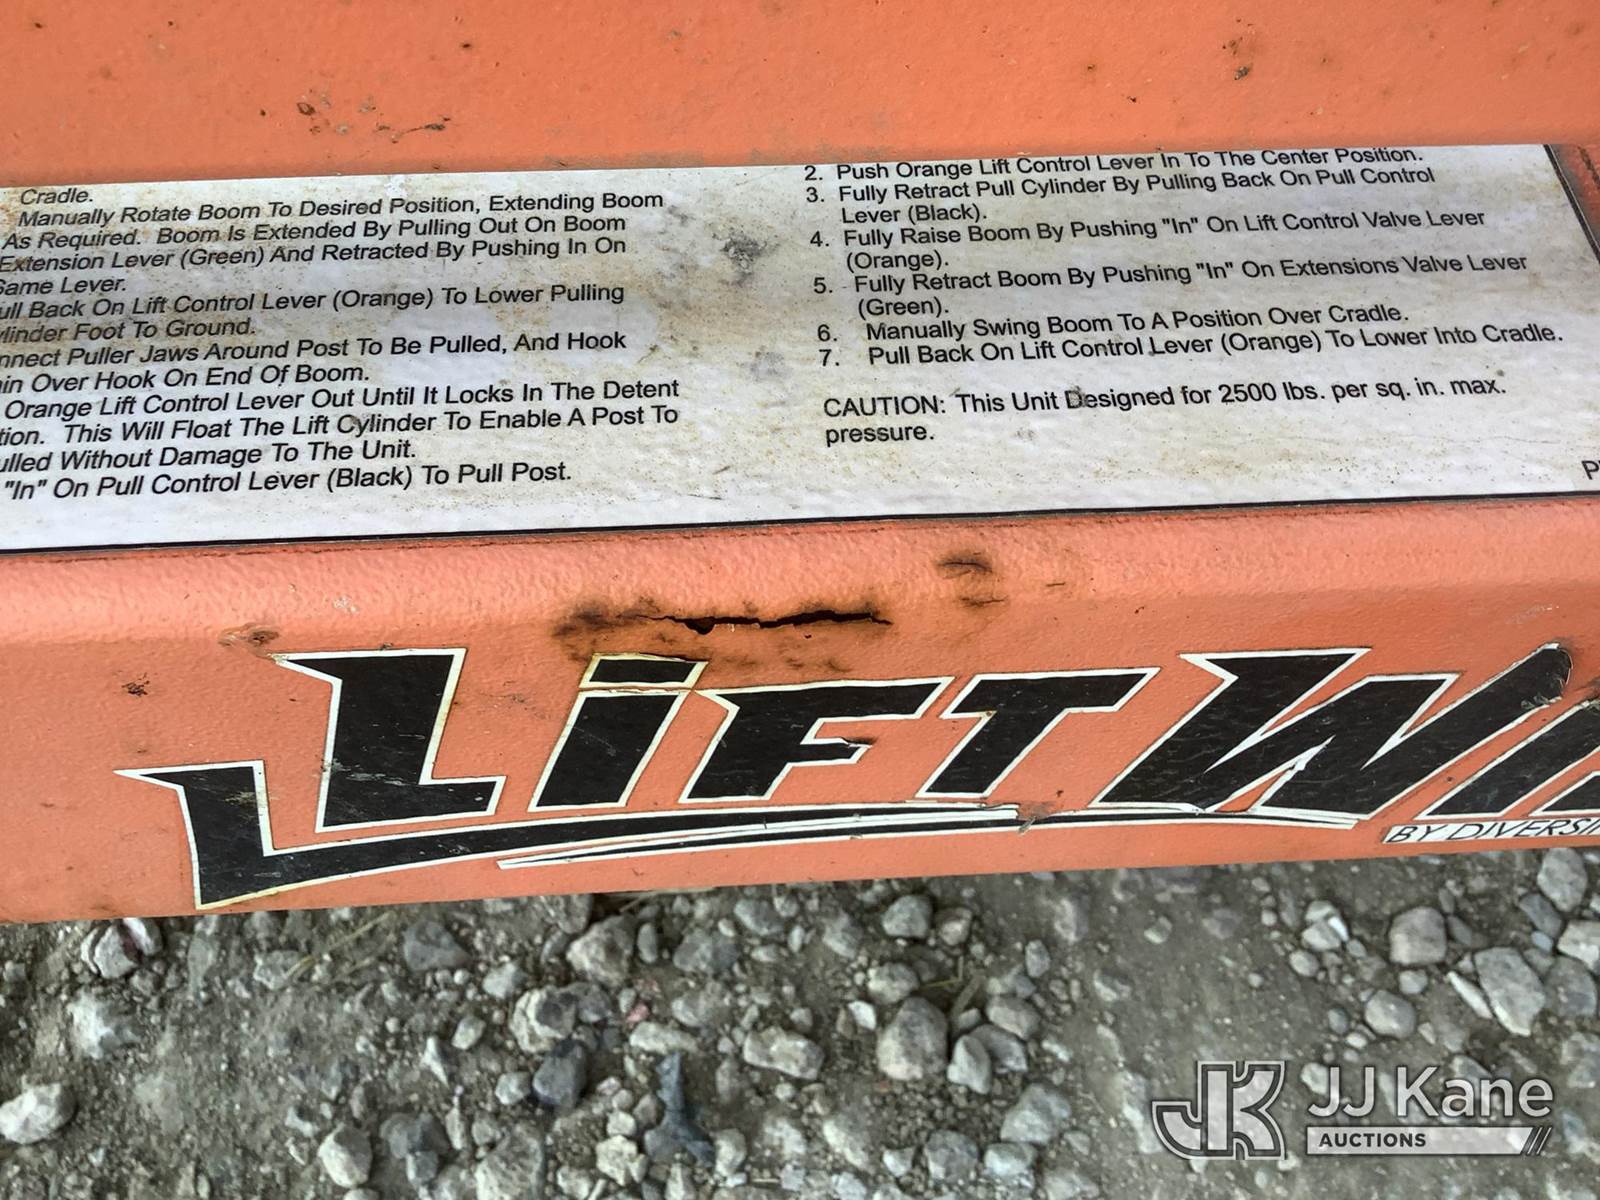 Cradle.
Manually Rotate Boom To Desired Position, Extending Boom
As Required. Boom Is Extended By Pulling Out On Boom
Extension Lever (Green) And Retracted By Pushing In On
Same Lever.
Back On Lift Control Lever (Orange) To Lower Pulling
Foot To Ground.
Puller Jaws Around Post To Be Pulled, And Hook
Over Hook On End Of Boom.
Orange Lift Control Lever Out Until It Locks In The Detent
This Will Float The Lift Cylinder To Enable A Post To
Without Damage To The Unit.
"In" On Pull Control Lever (Black) To Pull Post.
2. Push Orange Lift Control Lever In To The Center Position.
3. Fully Retract Pull Cylinder By Pulling Back On Pull Control
Lever (Black).
4. Fully Raise Boom By Pushing "In" On Lift Control Valve Lever
(Orange).
5. Fully Retract Boom By Pushing "In" On Extensions Valve Lever
(Green).
6. Manually Swing Boom To A Position Over Cradle.
7. Pull Back On Lift Control Lever (Orange) To Lower Into Cradle.
CAUTION: This Unit Designed for 2500 lbs. per sq. in. max.
pressure.
LIFT
BY
JK JJ Kane
AUCTIONS